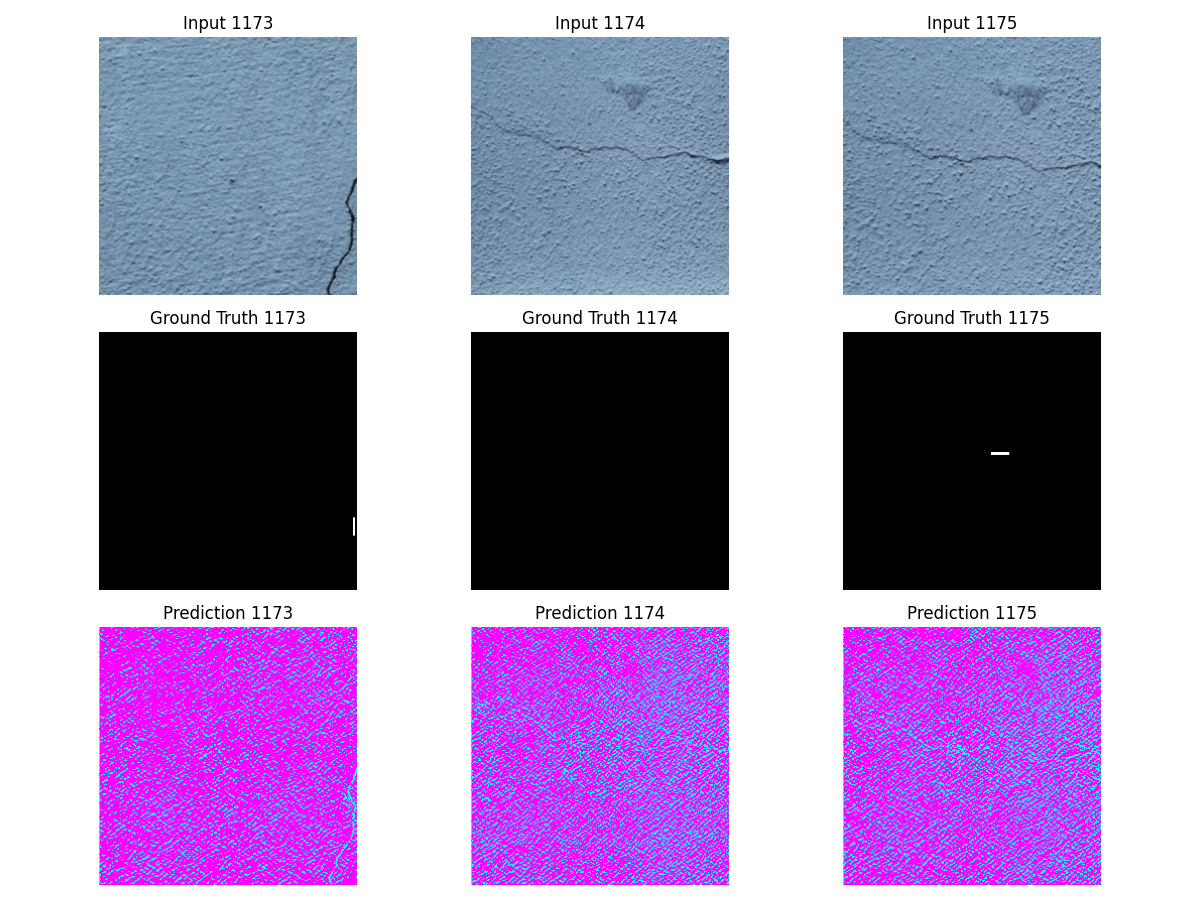 Input 1173
Input 1174
Input 1175
Ground Truth 1173
Ground Truth 1174
Ground Truth 1175
Prediction 1173
Prediction 1174
Prediction 1175